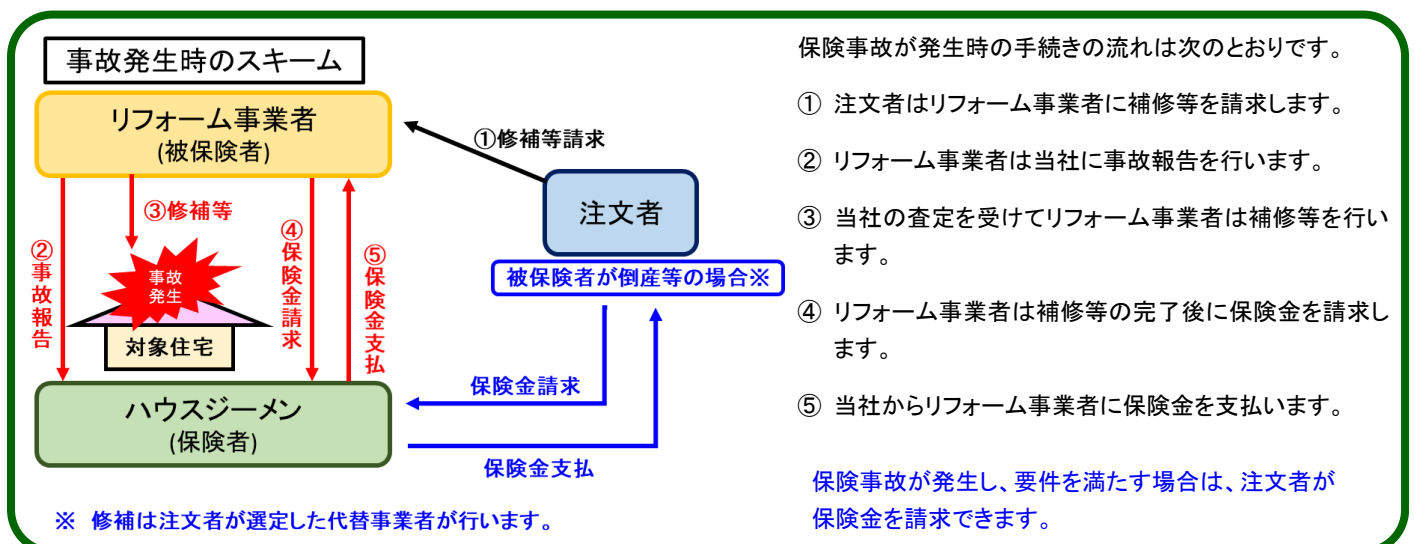 事故発生時のスキーム
リフォーム事業者
(被保険者)
①修補等請求
注文者
③修補等
②事故報告
事故
発生
対象住宅
④保険金請求
⑤保険金支払
被保険者が倒産等の場合※
保険金請求
ハウスジーメン
(保険者)
保険金支払
※ 修補は注文者が選定した代替事業者が行います。
保険事故が発生時の手続きの流れは次のとおりです。
① 注文者はリフォーム事業者に補修等を請求します。
② リフォーム事業者は当社に事故報告を行います。
③ 当社の査定を受けてリフォーム事業者は補修等を行い
ます。
④ リフォーム事業者は補修等の完了後に保険金を請求し
ます。
⑤ 当社からリフォーム事業者に保険金を支払います。
保険事故が発生し、要件を満たす場合は、注文者が
保険金を請求できます。